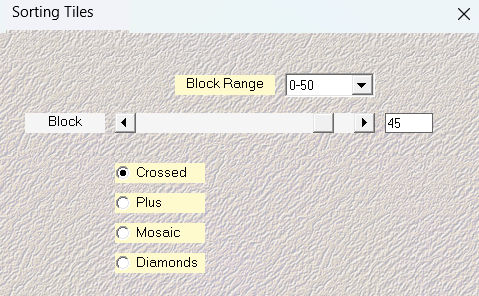 Sorting Tiles
Block Range 0-50
Block 45
Crossed
Plus
Mosaic
Diamonds